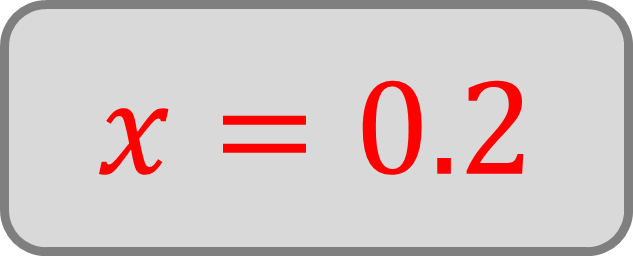 x = 0.2